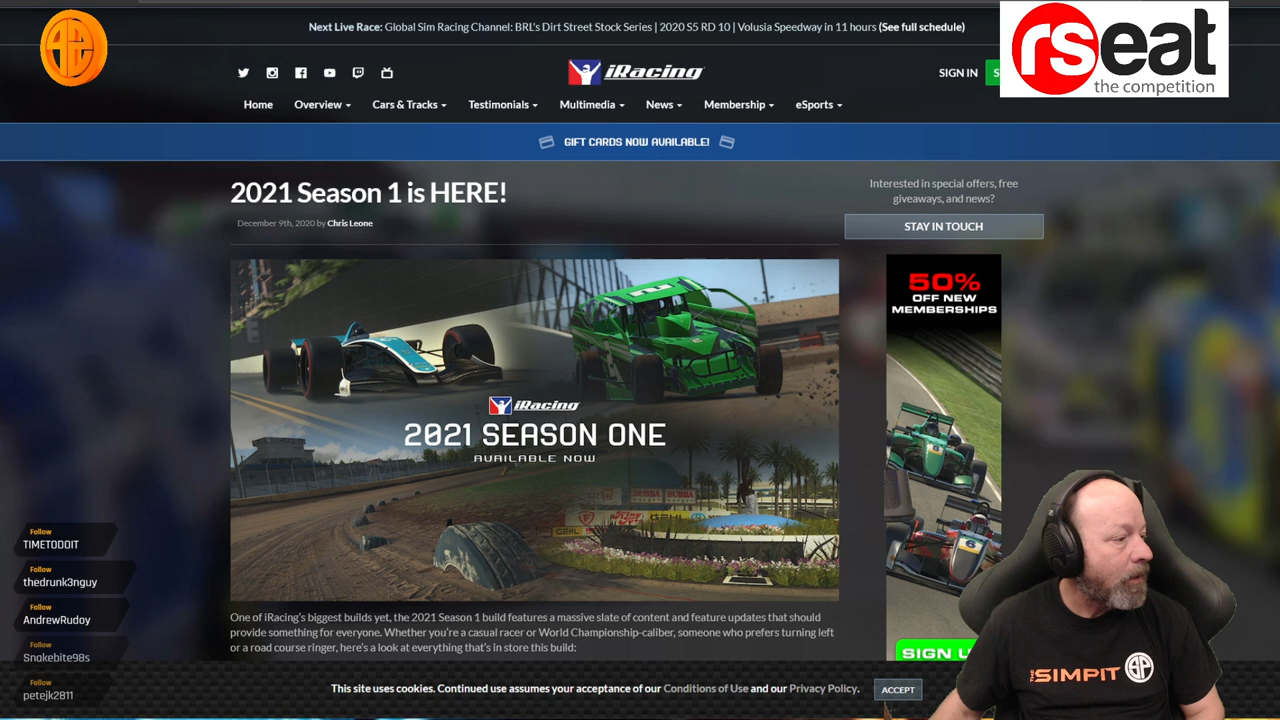 Next Live Race: Global Sim Racing Channel: BRL's Dirt Street Stock Series | 2020 S5 RD 10 | Volusia Speedway in 11 hours (See full schedule)
rseat
the competition
iRacing
SIGN IN
Home
Overview
Cars & Tracks
Testimonials
Multimedia
News
Membership
eSports
GIFT CARDS NOW AVAILABLE!
2021 Season 1 is HERE!
December 9th, 2020 by Chris Leone
Interested in special offers, free
giveaways, and news?
STAY IN TOUCH
50%
OFF NEW
MEMBERSHIPS
iRacing
2021 SEASON ONE
AVAILABLE NOW
BUBBA BUBBA
GEHL
Follow
TIMETODOIT
Follow
thedrunk3nguy
Follow
AndrewRudoy
Follow
Snakebite98s
Follow
petejk2811
One of iRacing's biggest builds yet, the 2021 Season 1 build features a massive slate of content and feature updates that should
provide something for everyone. Whether you're a casual racer or World Championship-caliber, someone who prefers turning left
or a road course ringer, here's a look at everything that's in store this build:
SIGN U
This site uses cookies. Continued use assumes your acceptance of our Conditions of Use and our Privacy Policy.
ACCEPT
THE SIMPIT SP